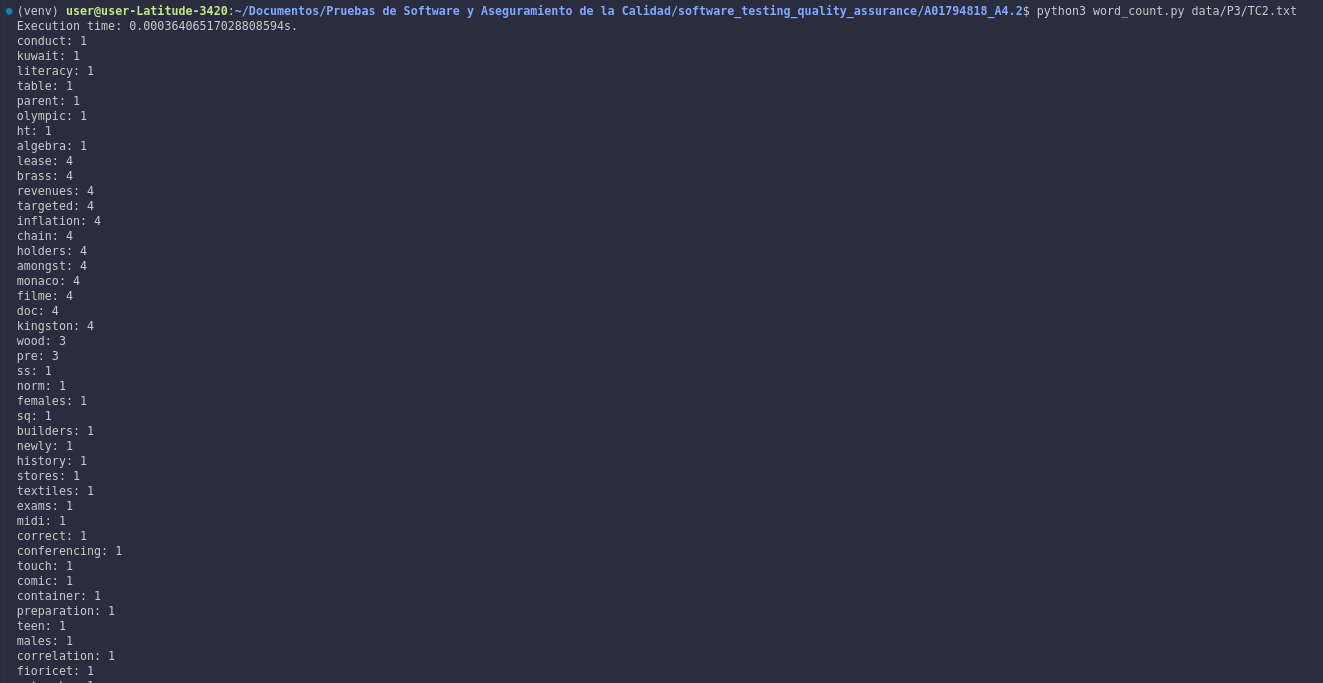 (venv) user@user-Latitude-3420:~/Documentos/Pruebas de Software y Aseguramiento de la Calidad/software_testing_quality_assurance/A01794818_A4.2$ python3 word_count.py data/P3/TC2.txt
Execution time: 0.00036406517028808594s.
conduct: 1
kuwait: 1
literacy: 1
table: 1
parent: 1
olympic: 1
ht: 1
algebra: 1
lease: 4
brass: 4
revenues: 4
targeted: 4
inflation: 4
chain: 4
holders: 4
amongst: 4
monaco: 4
filme: 4
doc: 4
kingston: 4
wood: 3
pre: 3
ss: 1
norm: 1
females: 1
sq: 1
builders: 1
newly: 1
history: 1
stores: 1
textiles: 1
exams: 1
midi: 1
correct: 1
conferencing: 1
touch: 1
comic: 1
container: 1
preparation: 1
teen: 1
males: 1
correlation: 1
fioricet: 1